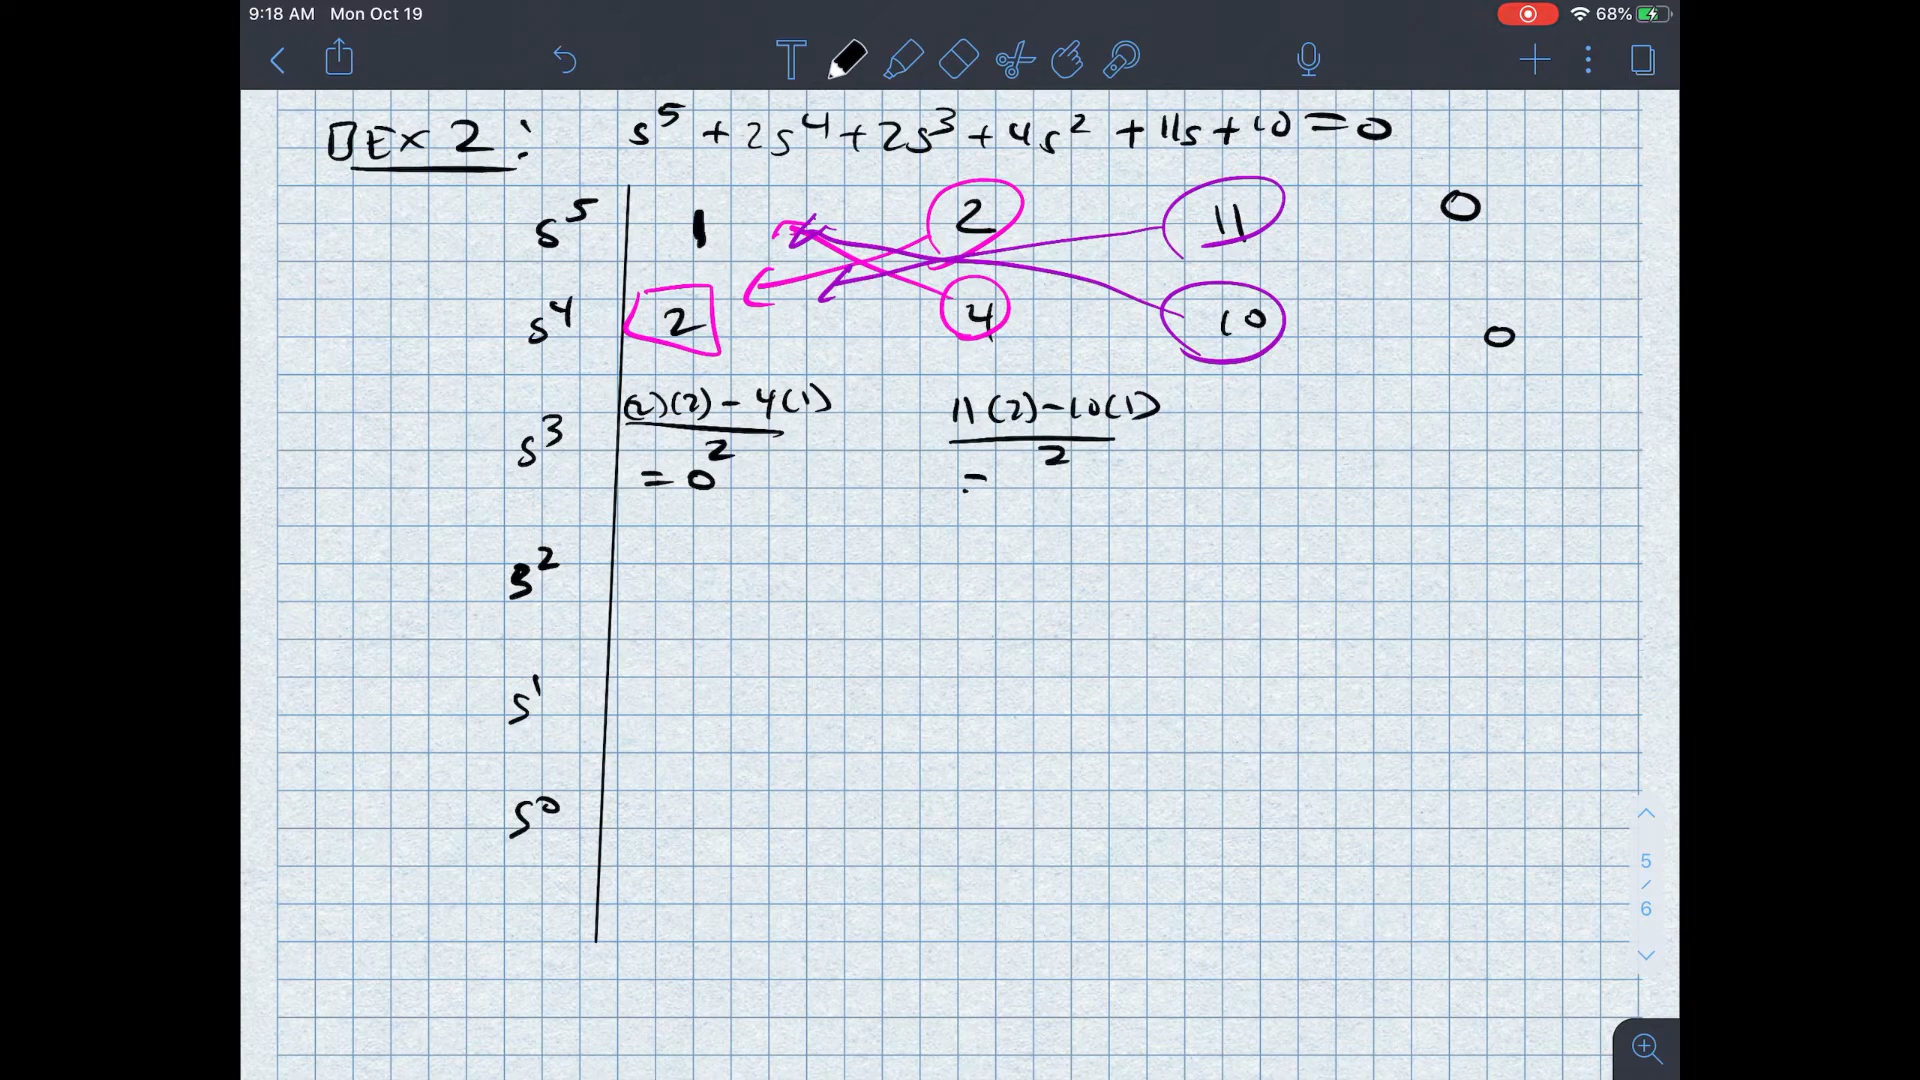 9:18 AM Mon Oct 19 68%
T
EX 2 : s^5 + 2s^4 + 2s^3 + 4s^2 + 11s + 10 = 0
s^5 1 2 11 0
s^4 2 4 10 0
s^3 (2)(2) - 4(1) / 2 11(2) - 10(1) / 2
= 0 =
s^2
s^1
s^0
5
/
6